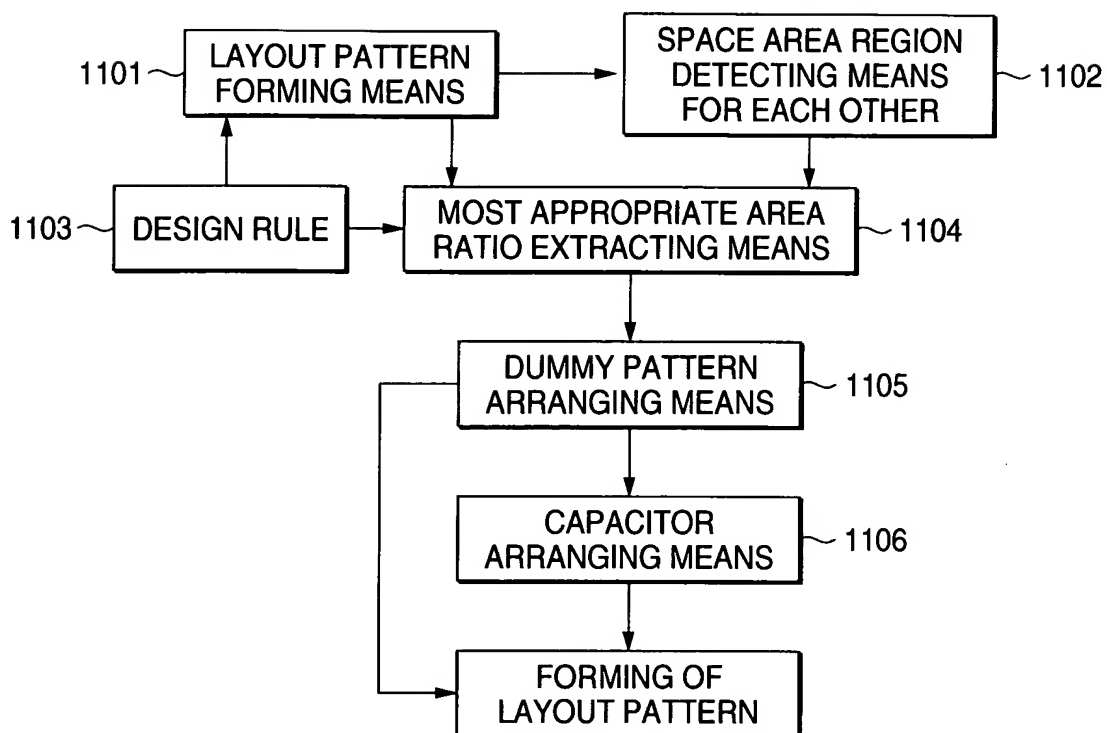 1101
LAYOUT PATTERN
FORMING MEANS
SPACE AREA REGION
DETECTING MEANS
FOR EACH OTHER
1102
1103
DESIGN RULE
MOST APPROPRIATE AREA
RATIO EXTRACTING MEANS
1104
DUMMY PATTERN
ARRANGING MEANS
1105
CAPACITOR
ARRANGING MEANS
1106
FORMING OF
LAYOUT PATTERN